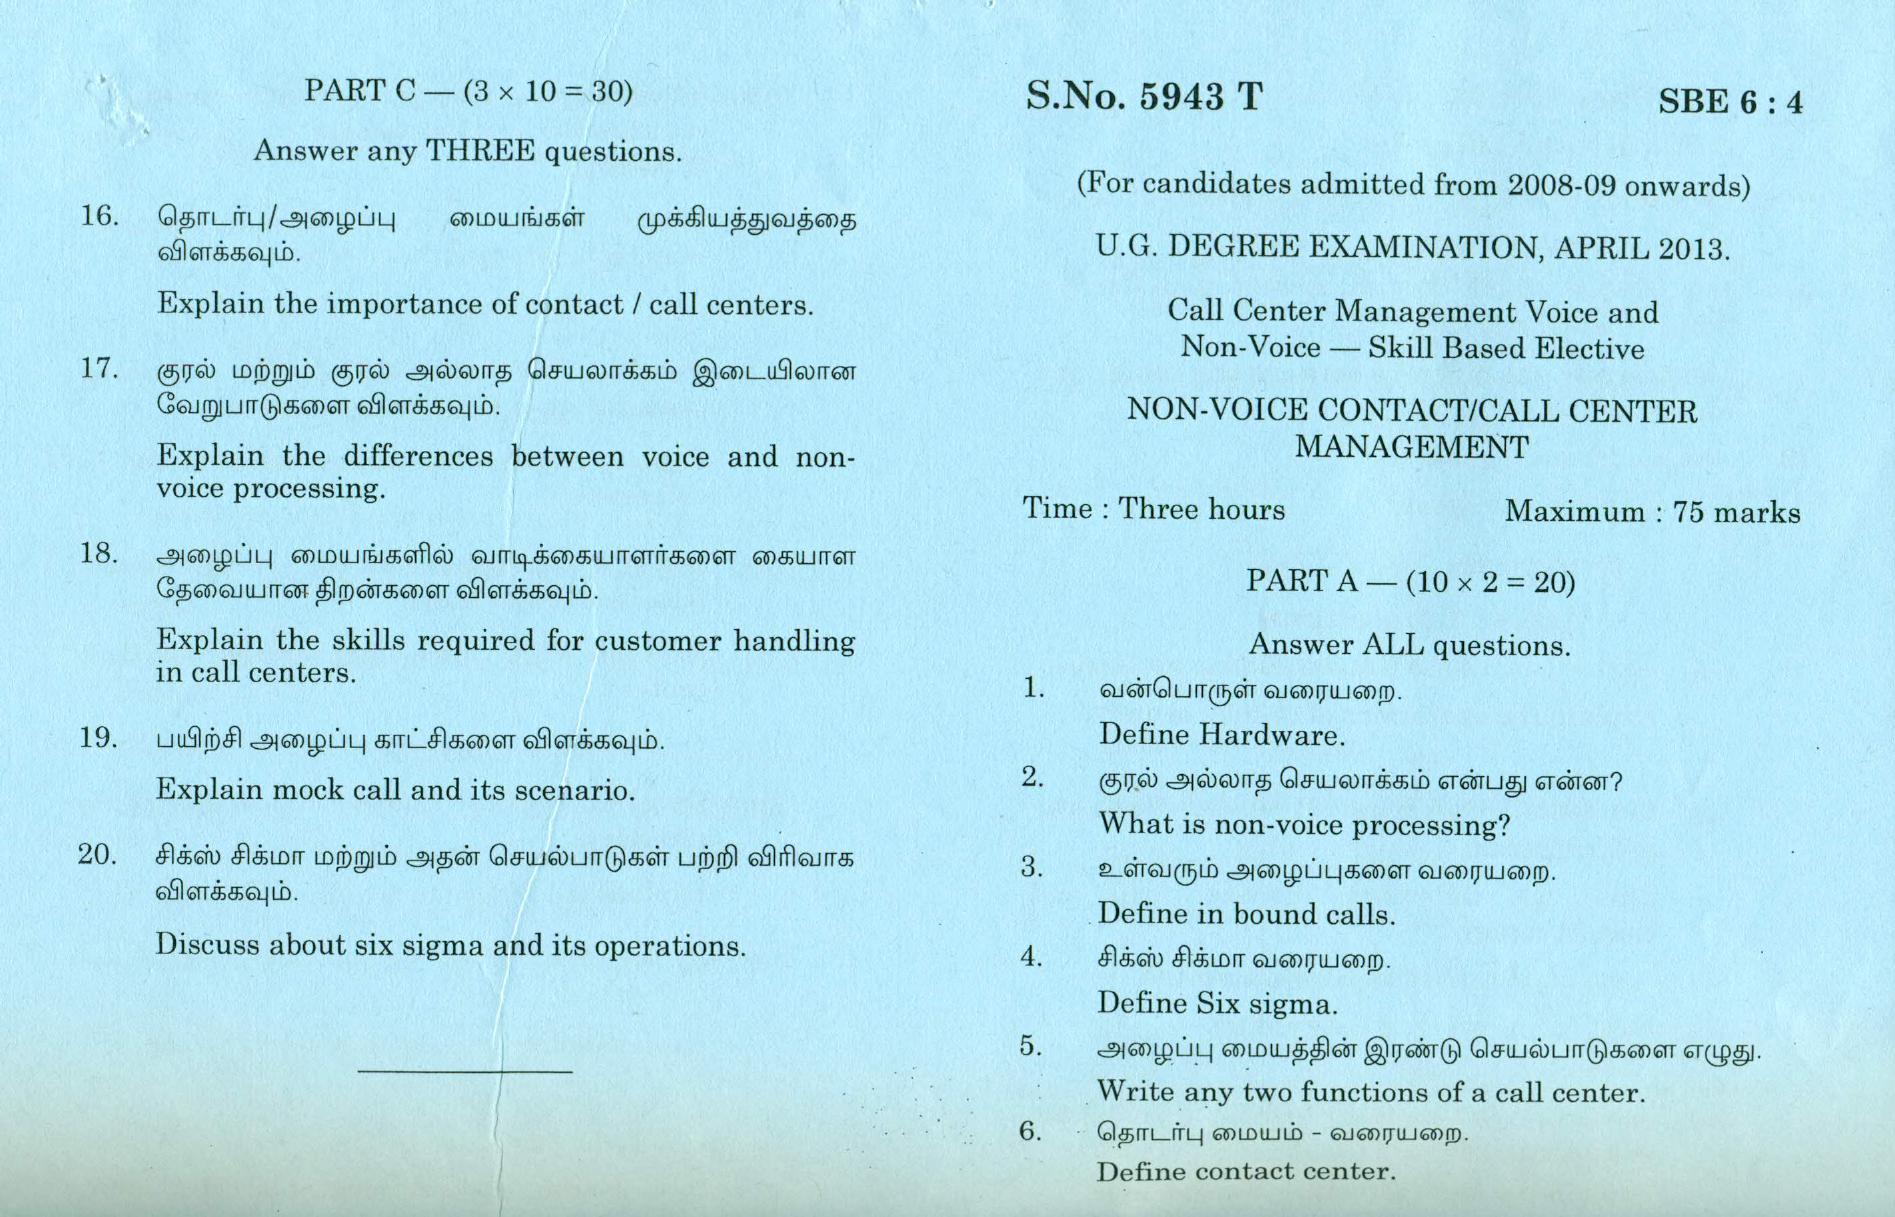 PART C — (3 × 10 = 30)
Answer any THREE questions.
16. தொடர்பு/அழைப்பு மையங்கள் முக்கியத்துவத்தை
விளக்கவும்.
Explain the importance of contact / call centers.
17. குரல் மற்றும் குரல் அல்லாத செயலாக்கம் இடையிலான
வேறுபாடுகளை விளக்கவும்.
Explain the differences between voice and non-
voice processing.
18. அழைப்பு மையங்களில் வாடிக்கையாளர்களை கையாள
தேவையான திறன்களை விளக்கவும்.
Explain the skills required for customer handling
in call centers.
19. பயிற்சி அழைப்பு காட்சிகளை விளக்கவும்.
Explain mock call and its scenario.
20. சிக்ஸ் சிக்மா மற்றும் அதன் செயல்பாடுகள் பற்றி விரிவாக
விளக்கவும்.
Discuss about six sigma and its operations.
S.No. 5943 T SBE 6 : 4
(For candidates admitted from 2008-09 onwards)
U.G. DEGREE EXAMINATION, APRIL 2013.
Call Center Management Voice and
Non-Voice — Skill Based Elective
NON-VOICE CONTACT/CALL CENTER
MANAGEMENT
Time : Three hours Maximum : 75 marks
PART A — (10 × 2 = 20)
Answer ALL questions.
1. வன்பொருள் வரையறை.
Define Hardware.
2. குரல் அல்லாத செயலாக்கம் என்பது என்ன?
What is non-voice processing?
3. உள்வரும் அழைப்புகளை வரையறை.
Define in bound calls.
4. சிக்ஸ் சிக்மா வரையறை.
Define Six sigma.
5. அழைப்பு மையத்தின் இரண்டு செயல்பாடுகளை எழுது.
Write any two functions of a call center.
6. தொடர்பு மையம் - வரையறை.
Define contact center.